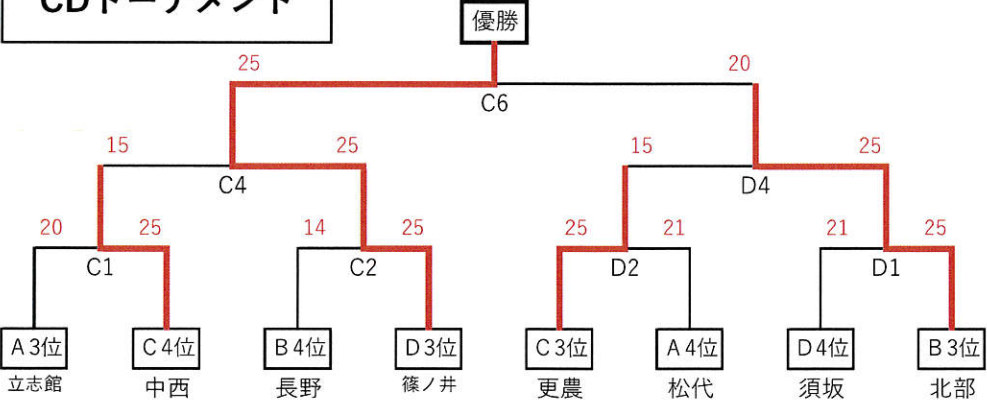 CDトーナメント
優勝
25
20
C6
15
25
15
25
C4
D4
20
25
14
25
25
21
21
25
C1
C2
D2
D1
A3位
C4位
B4位
D3位
C3位
A4位
D4位
B3位
立志館
中西
長野
篠ノ井
更農
松代
須坂
北部